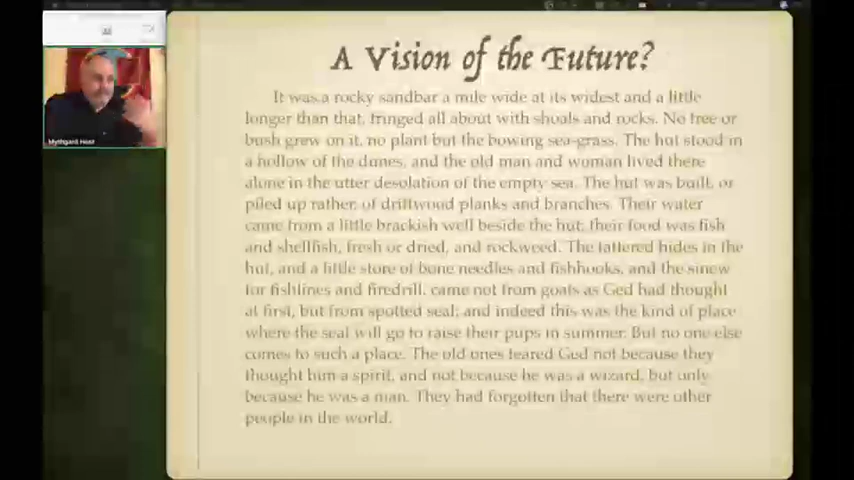 A Vision of the Future?
It was a rocky sandbar a mile wide at its widest and a little
longer than that, fringed all about with shoals and rocks. No tree or
bush grew on it, no plant but the bowing sea-grass. The hut stood in
a hollow of the dunes, and the old man and woman lived there
alone in the utter desolation of the empty sea. The hut was built, or
piled up rather, of driftwood planks and branches. Their water
came from a little brackish well beside the hut; their food was fish
and shellfish, fresh or dried, and rockweed. The tattered hides in the
hut, and a little store of bone needles and fishhooks, and the sinew
for fishlines and firedrill, came not from goats as Ged had thought
at first, but from spotted seal; and indeed this was the kind of place
where the seal will go to raise their pups in summer. But no one else
comes to such a place. The old ones feared Ged not because they
thought him a spirit, and not because he was a wizard, but only
because he was a man. They had forgotten that there were other
people in the world.
Mythgard Host